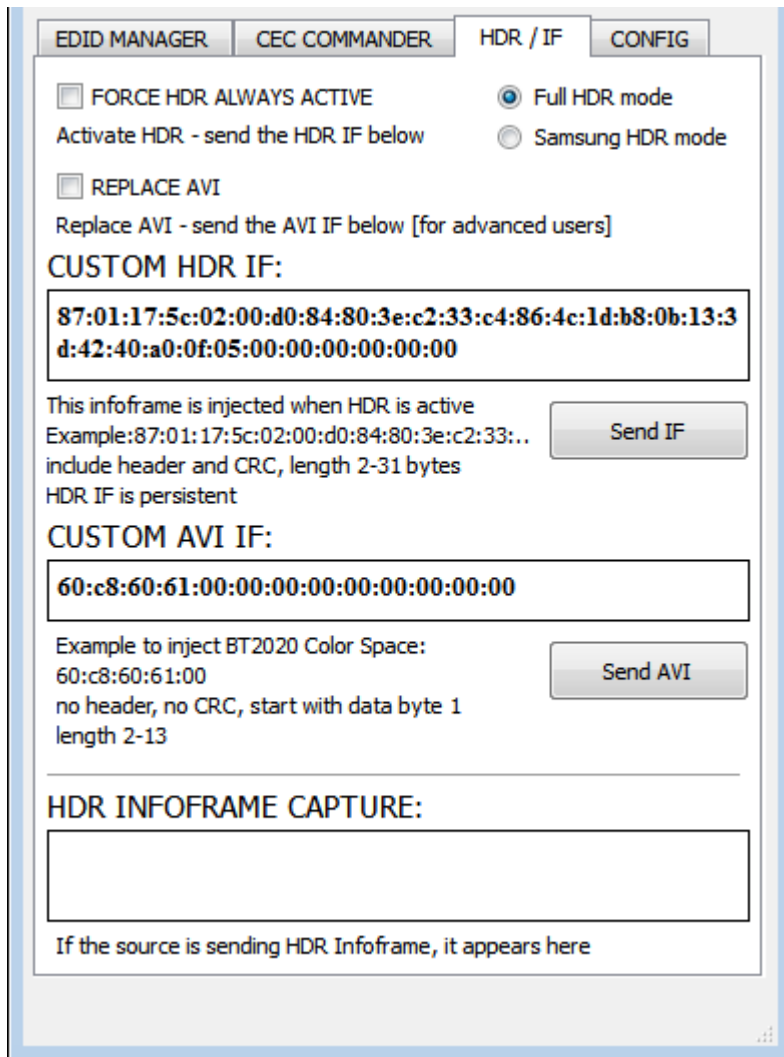 EDID MANAGER CEC COMMANDER HDR / IF CONFIG
FORCE HDR ALWAYS ACTIVE Full HDR mode
Activate HDR - send the HDR IF below Samsung HDR mode
REPLACE AVI
Replace AVI - send the AVI IF below [for advanced users]
CUSTOM HDR IF:
87:01:17:5c:02:00:d0:84:80:3e:c2:33:c4:86:4c:1d:b8:0b:13:3
d:42:40:a0:0f:05:00:00:00:00:00:00
This infoframe is injected when HDR is active
Example:87:01:17:5c:02:00:d0:84:80:3e:c2:33:.. Send IF
include header and CRC, length 2-31 bytes
HDR IF is persistent
CUSTOM AVI IF:
60:c8:60:61:00:00:00:00:00:00:00:00:00
Example to inject BT2020 Color Space:
60:c8:60:61:00 Send AVI
no header, no CRC, start with data byte 1
length 2-13
HDR INFOFRAME CAPTURE:
If the source is sending HDR Infoframe, it appears here